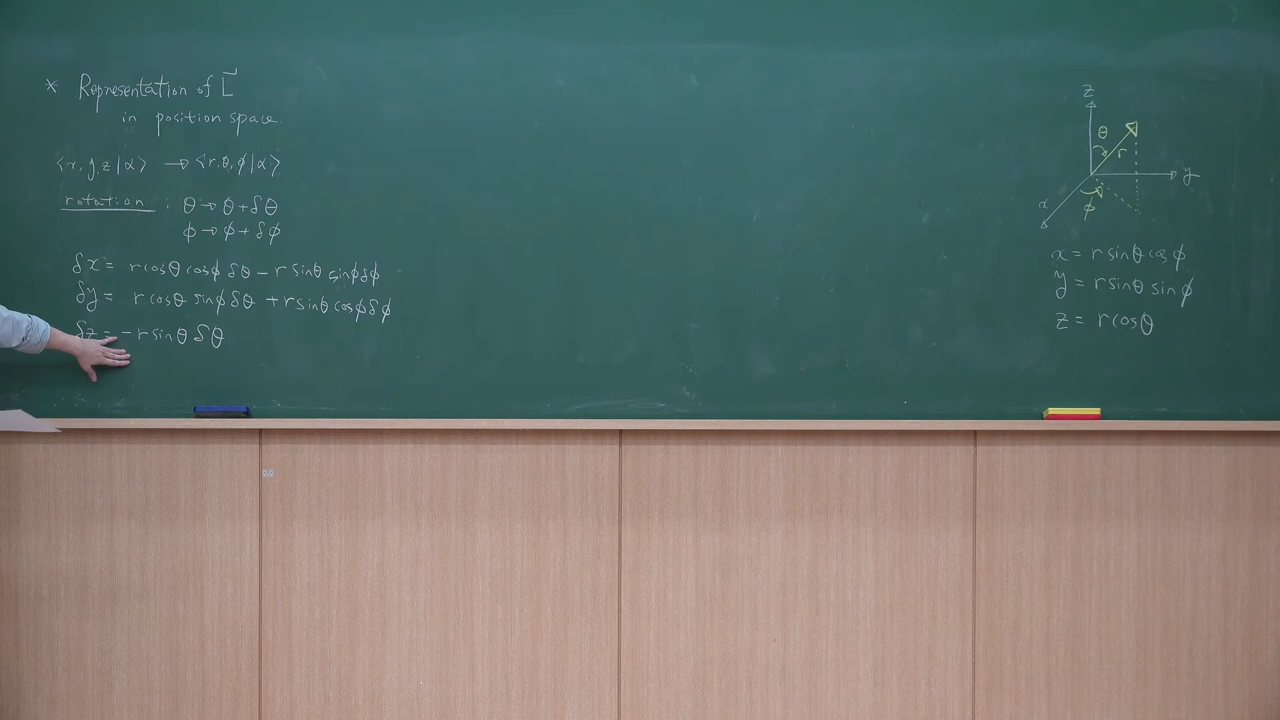 * Representation of L⃗
in position space
⟨x,y,z|α⟩ → ⟨r,θ,ϕ|α⟩
rotation : θ → θ+δθ
ϕ → ϕ+δϕ
δx = r cosθ cosϕ δθ − r sinθ sinϕ δϕ
δy = r cosθ sinϕ δθ + r sinθ cosϕ δϕ
δz = −r sinθ δθ
z
θ
r
y
x
ϕ
x = r sinθ cosϕ
y = r sinθ sinϕ
z = r cosθ